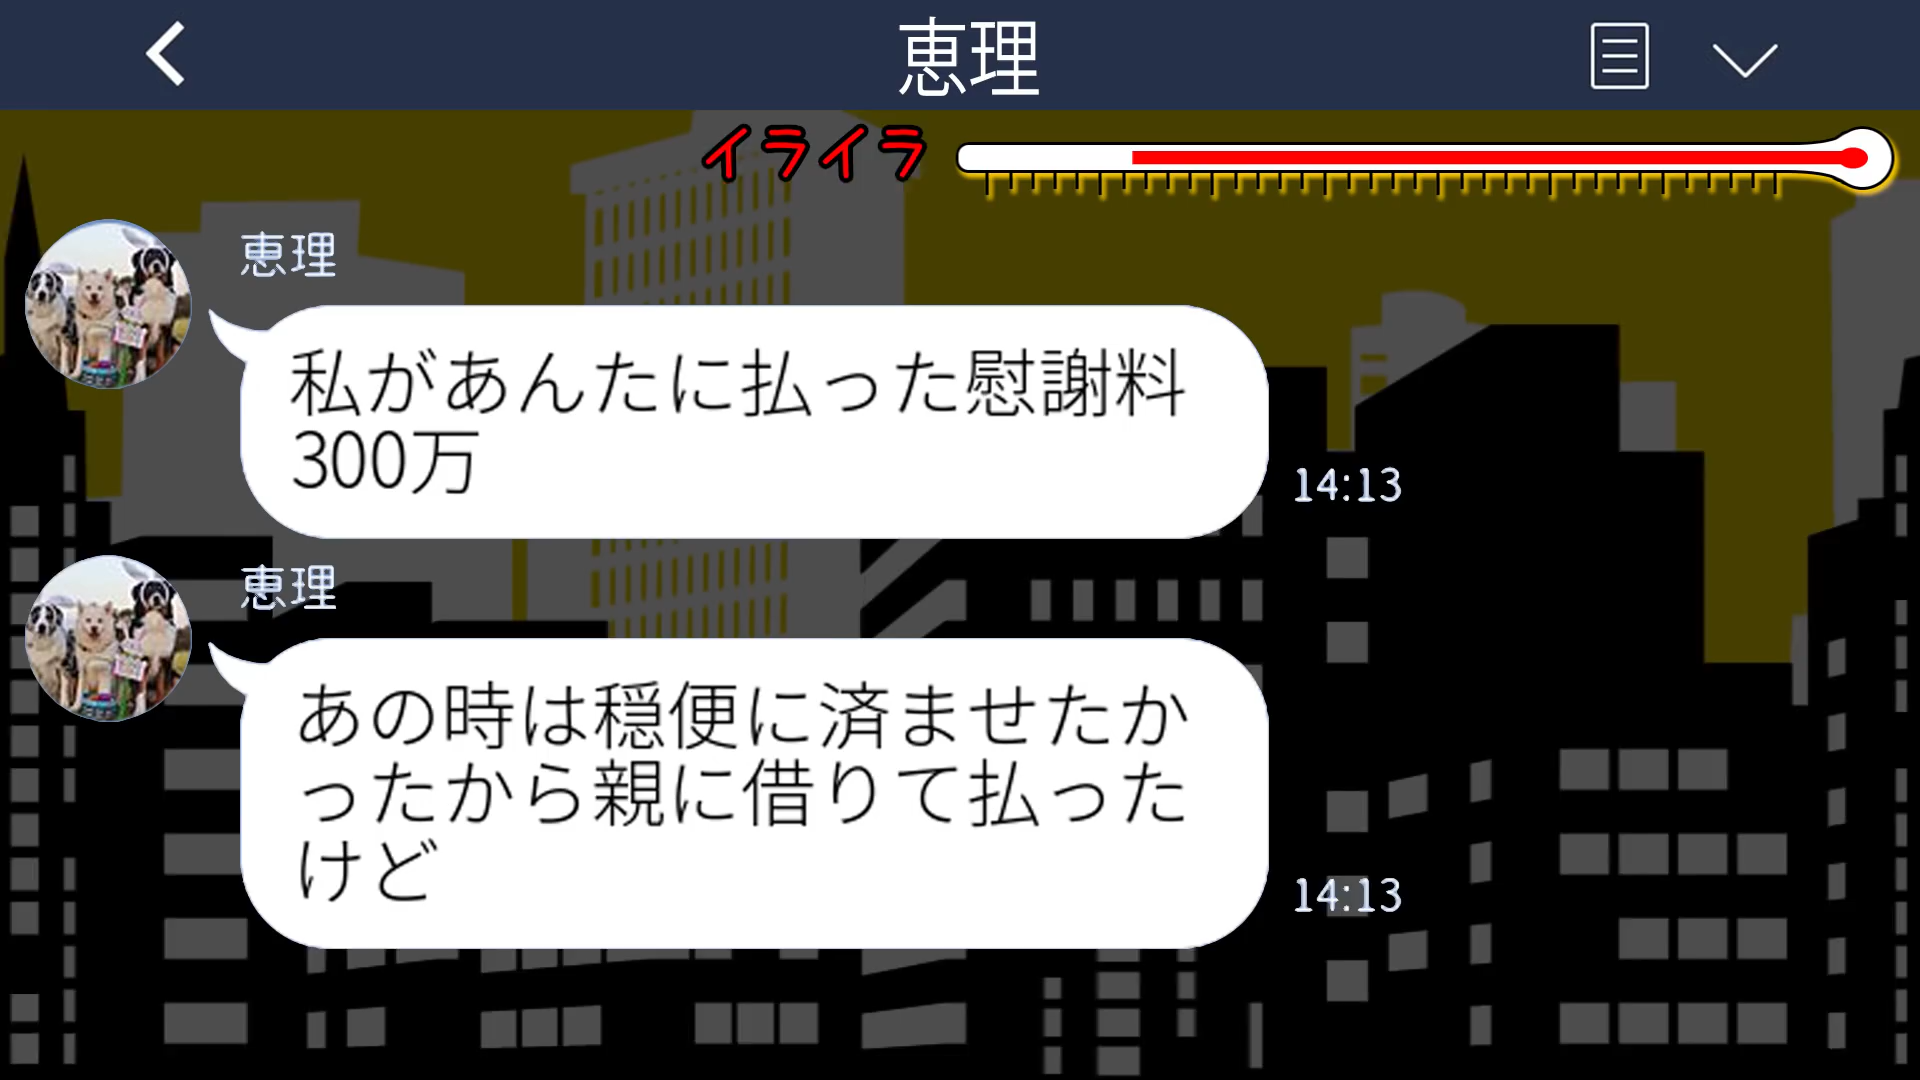 恵理
イライラ
恵理
私があんたに払った慰謝料
300万
14:13
恵理
あの時は穏便に済ませたか
ったから親に借りて払った
けど
14:13